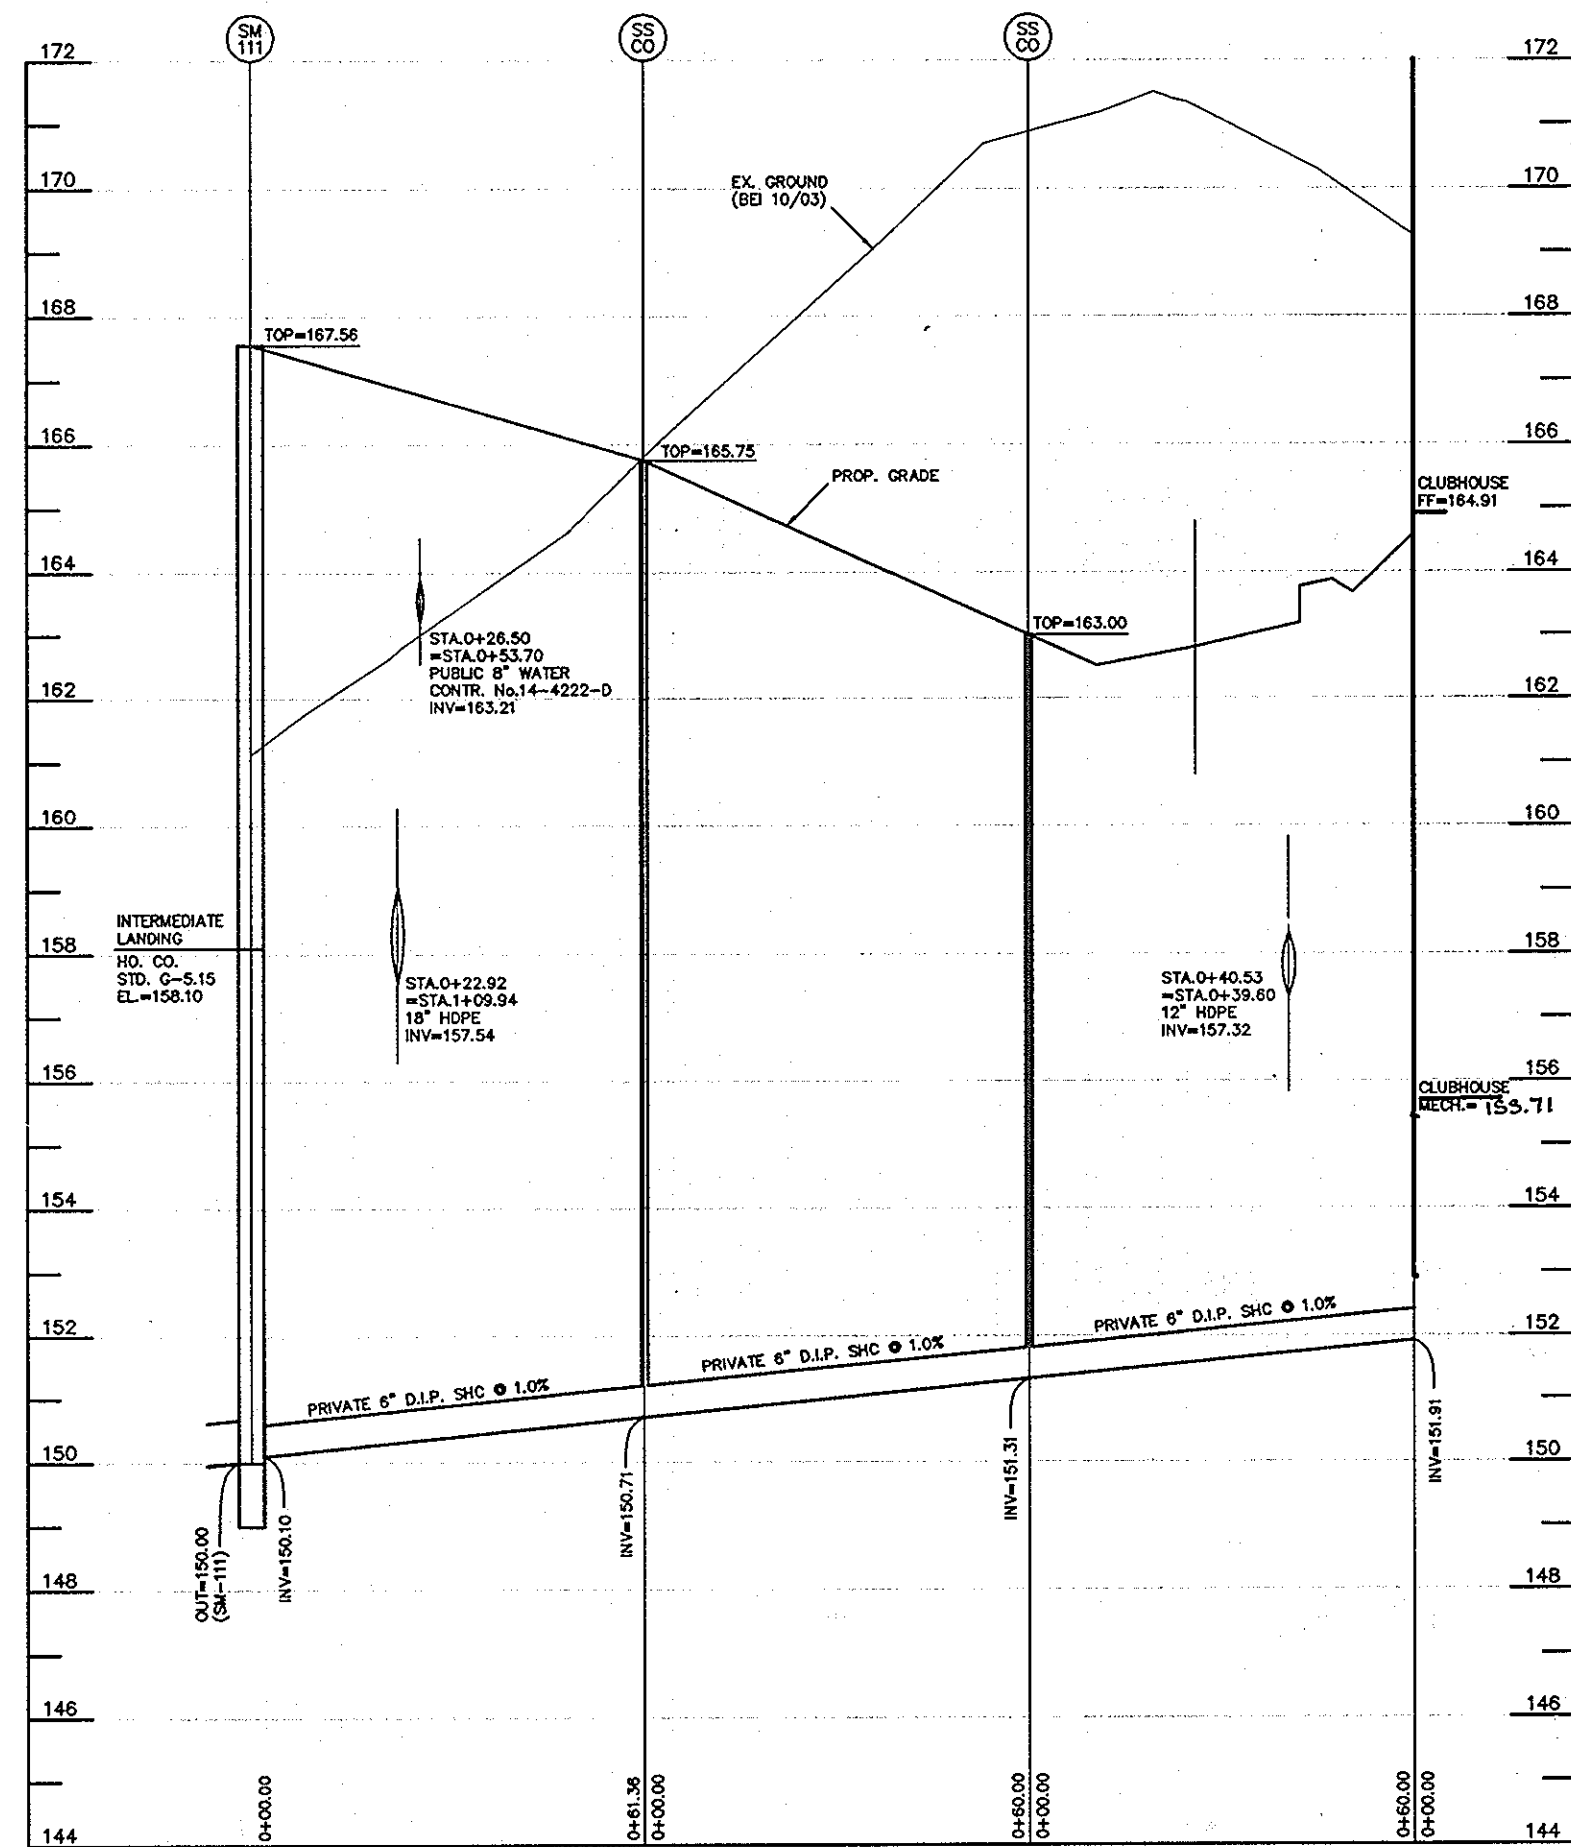 SM
111
SS
CO
SS
CO
172
170
168
166
164
162
160
158
156
154
152
150
148
146
144
172
170
168
166
164
162
160
158
156
154
152
150
148
146
144
EX. GROUND
(BEI 10/03)
TOP=167.56
TOP=165.75
PROP. GRADE
CLUBHOUSE
FF=164.91
TOP=163.00
STA.0+26.50
=STA.0+53.70
PUBLIC 8" WATER
CONTR. No.14-4222-D
INV=163.21
INTERMEDIATE
LANDING
HO. CO.
STD. G-5.15
EL.=158.10
STA.0+22.92
=STA.1+09.94
18" HDPE
INV=157.54
STA.0+40.53
=STA.0+39.60
12" HDPE
INV=157.32
CLUBHOUSE
MECH.= 153.71
PRIVATE 6" D.I.P. SHC @ 1.0%
PRIVATE 6" D.I.P. SHC @ 1.0%
PRIVATE 6" D.I.P. SHC @ 1.0%
OUT=150.00
(SM-111)
INV=150.10
INV=150.71
INV=151.31
INV=151.91
0+00.00
0+61.36
0+00.00
0+60.00
0+00.00
0+60.00
0+00.00